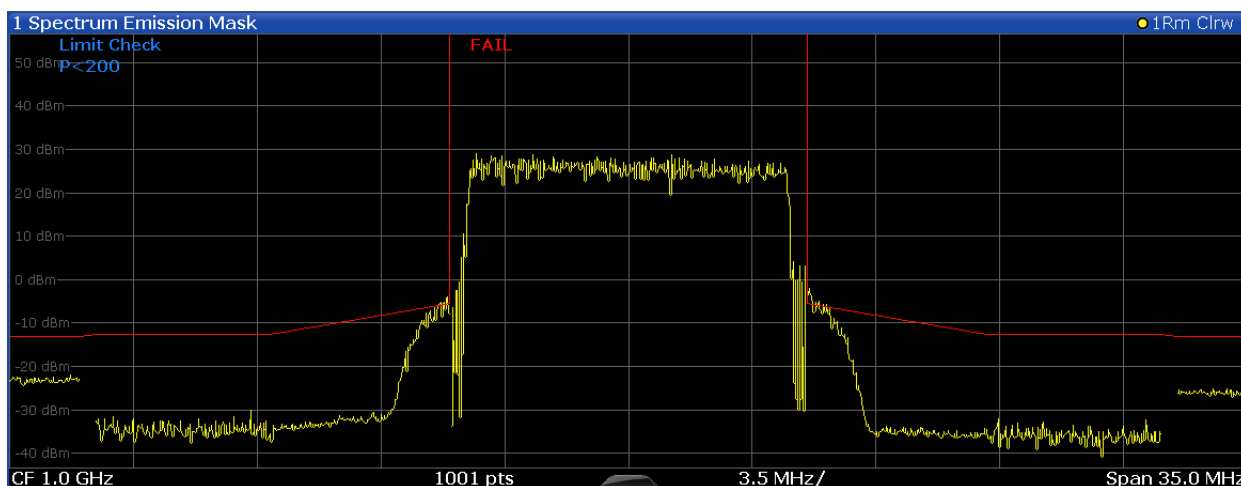 1 Spectrum Emission Mask ●1Rm Clrw
Limit Check FAIL
P<200
50 dBm
40 dBm
30 dBm
20 dBm
10 dBm
0 dBm
-10 dBm
-20 dBm
-30 dBm
-40 dBm
CF 1.0 GHz 1001 pts 3.5 MHz/ Span 35.0 MHz